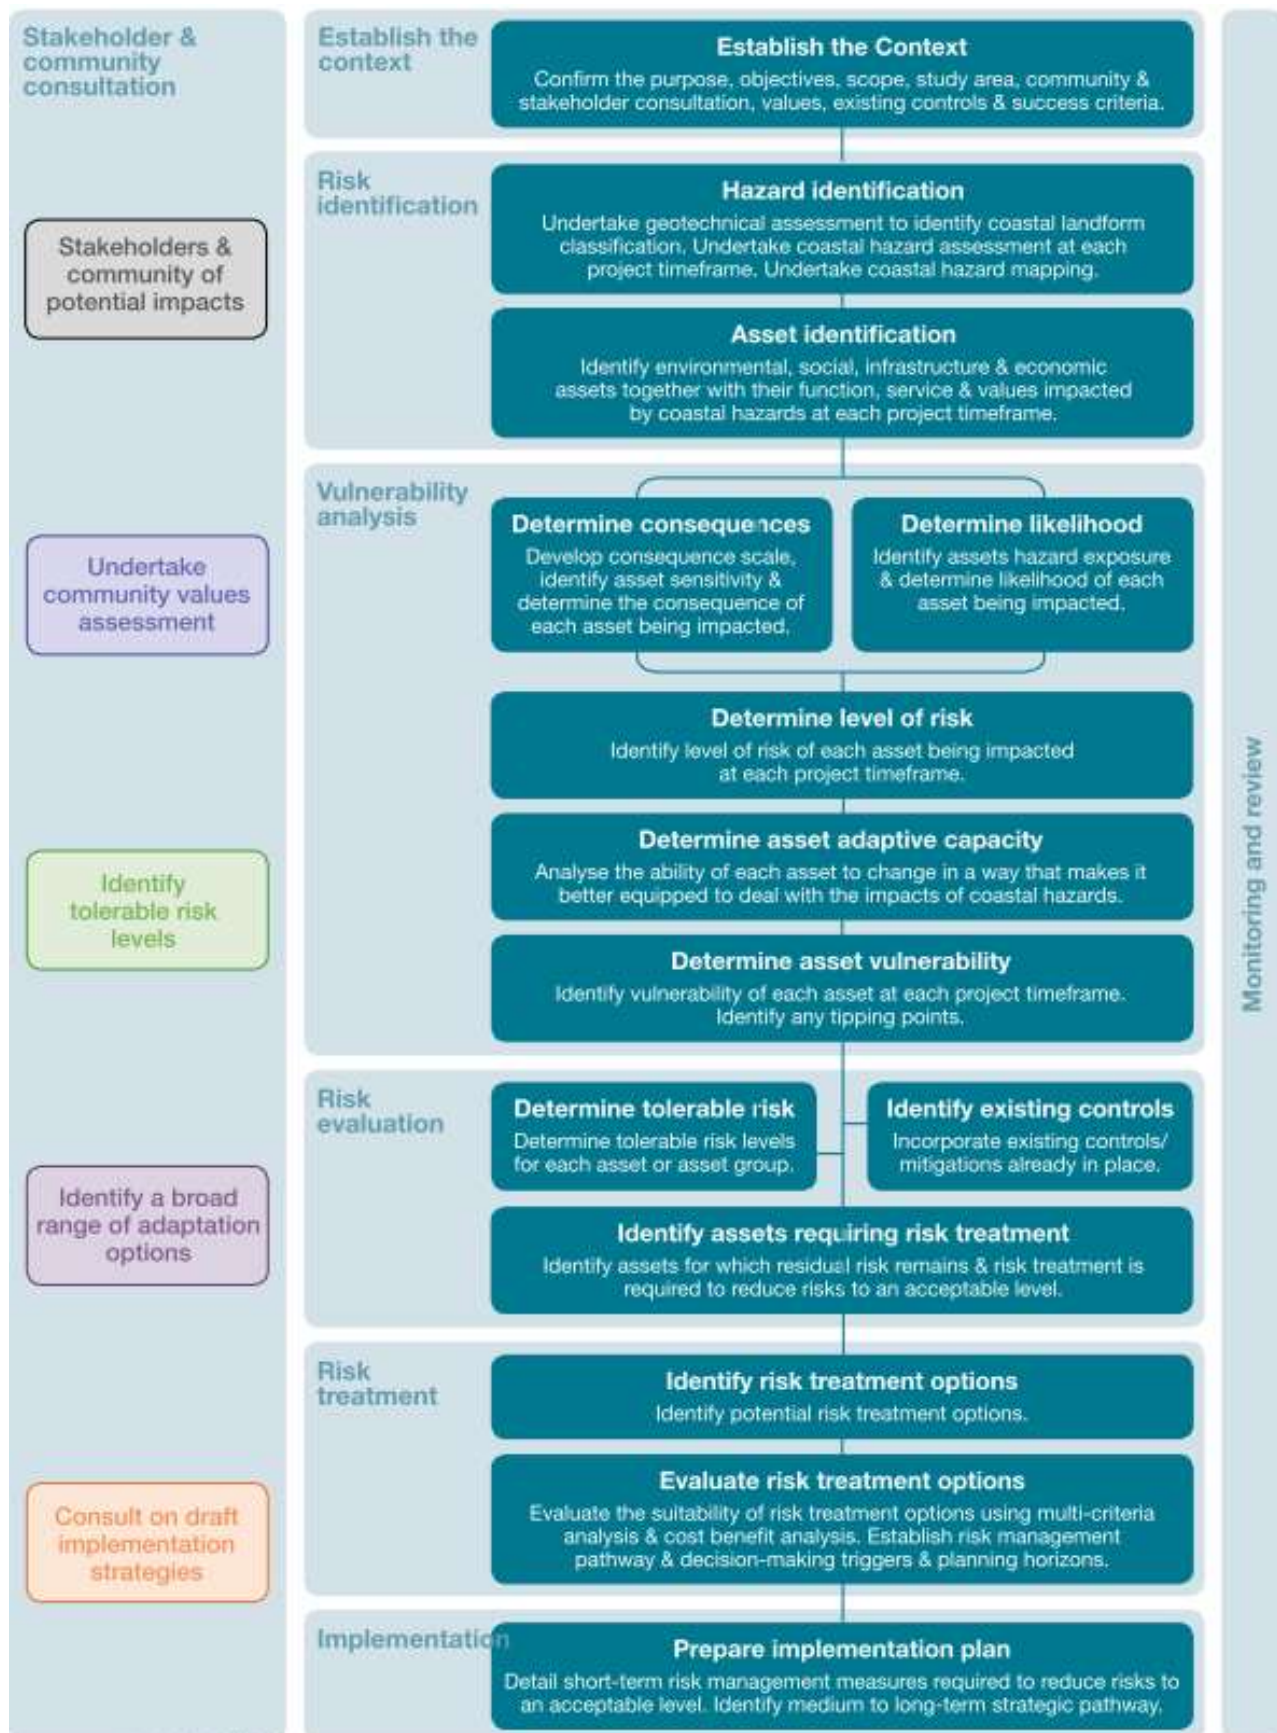 Stakeholder &
community
consultation
Stakeholders &
community of
potential impacts
Undertake
community values
assessment
Identify
tolerable risk
levels
Identify a broad
range of adaptation
options
Consult on draft
implementation
strategies
Establish the
context
Establish the Context
Confirm the purpose, objectives, scope, study area, community &
stakeholder consultation, values, existing controls & success criteria.
Risk
identification
Hazard identification
Undertake geotechnical assessment to identify coastal landform
classification. Undertake coastal hazard assessment at each
project timeframe. Undertake coastal hazard mapping.
Asset identification
Identify environmental, social, infrastructure & economic
assets together with their function, service & values impacted
by coastal hazards at each project timeframe.
Vulnerability
analysis
Determine consequences
Develop consequence scale,
identify asset sensitivity &
determine the consequence of
each asset being impacted.
Determine likelihood
Identify assets hazard exposure
& determine likelihood of each
asset being impacted.
Determine level of risk
Identify level of risk of each asset being impacted
at each project timeframe.
Determine asset adaptive capacity
Analyse the ability of each asset to change in a way that makes it
better equipped to deal with the impacts of coastal hazards.
Determine asset vulnerability
Identify vulnerability of each asset at each project timeframe.
Identify any tipping points.
Risk
evaluation
Determine tolerable risk
Determine tolerable risk levels
for each asset or asset group.
Identify existing controls
Incorporate existing controls/
mitigations already in place.
Identify assets requiring risk treatment
Identify assets for which residual risk remains & risk treatment is
required to reduce risks to an acceptable level.
Risk
treatment
Identify risk treatment options
Identify potential risk treatment options.
Evaluate risk treatment options
Evaluate the suitability of risk treatment options using multi-criteria
analysis & cost benefit analysis. Establish risk management
pathway & decision-making triggers & planning horizons.
Implementation
Prepare implementation plan
Detail short-term risk management measures required to reduce risks to
an acceptable level. Identify medium to long-term strategic pathway.
Monitoring and review